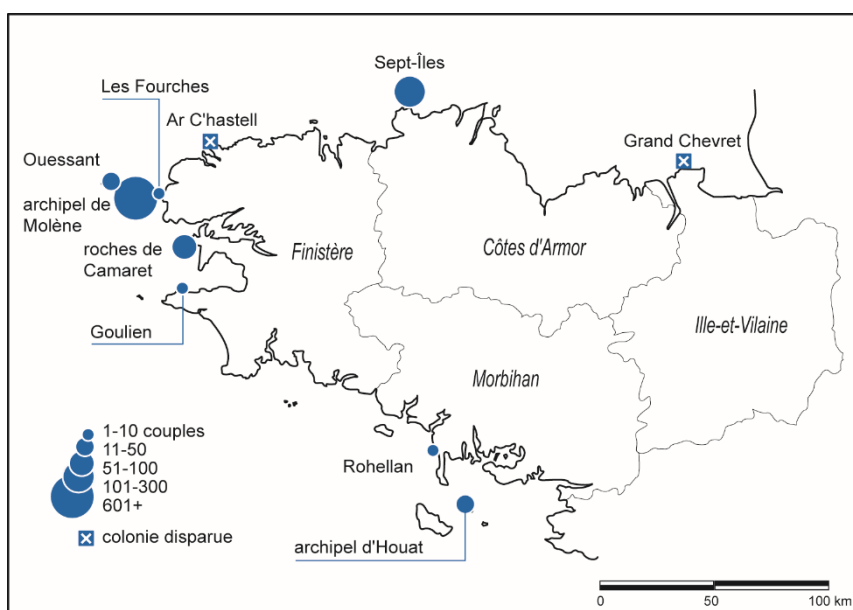 Sept-Îles
Les Fourches
Ar C'hastell
Grand Chevret
Ouessant
archipel de
Molène
roches de
Camaret
Finistère
Côtes d'Armor
Goulien
Ille-et-Vilaine
Morbihan
1-10 couples
11-50
51-100
101-300
601+
colonie disparue
Rohellan
archipel d'Houat
0 50 100 km